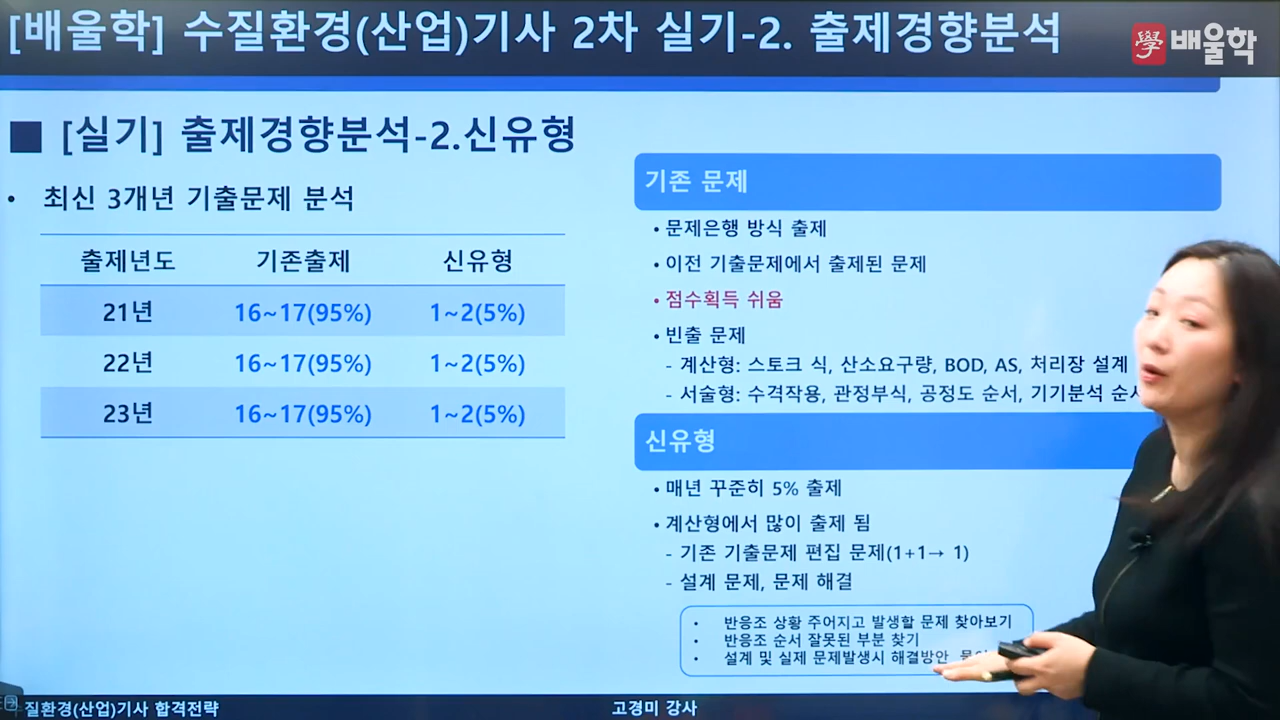 [배울학] 수질환경(산업)기사 2차 실기-2. 출제경향분석
學 배울학
■ [실기] 출제경향분석-2.신유형
• 최신 3개년 기출문제 분석
출제년도 기존출제 신유형
21년 16~17(95%) 1~2(5%)
22년 16~17(95%) 1~2(5%)
23년 16~17(95%) 1~2(5%)
기존 문제
• 문제은행 방식 출제
• 이전 기출문제에서 출제된 문제
• 점수획득 쉬움
• 빈출 문제
- 계산형: 스토크 식, 산소요구량, BOD, AS, 처리장 설계
- 서술형: 수격작용, 관정부식, 공정도 순서, 기기분석
신유형
• 매년 꾸준히 5% 출제
• 계산형에서 많이 출제 됨
- 기존 기출문제 편집 문제(1+1→ 1)
- 설계 문제, 문제 해결
• 반응조 상황 주어지고 발생할 문제 찾아보기
• 반응조 순서 잘못된 부분 찾기
• 설계 및 실제 문제발생시 해결방안
질환경(산업)기사 합격전략
고경미 강사